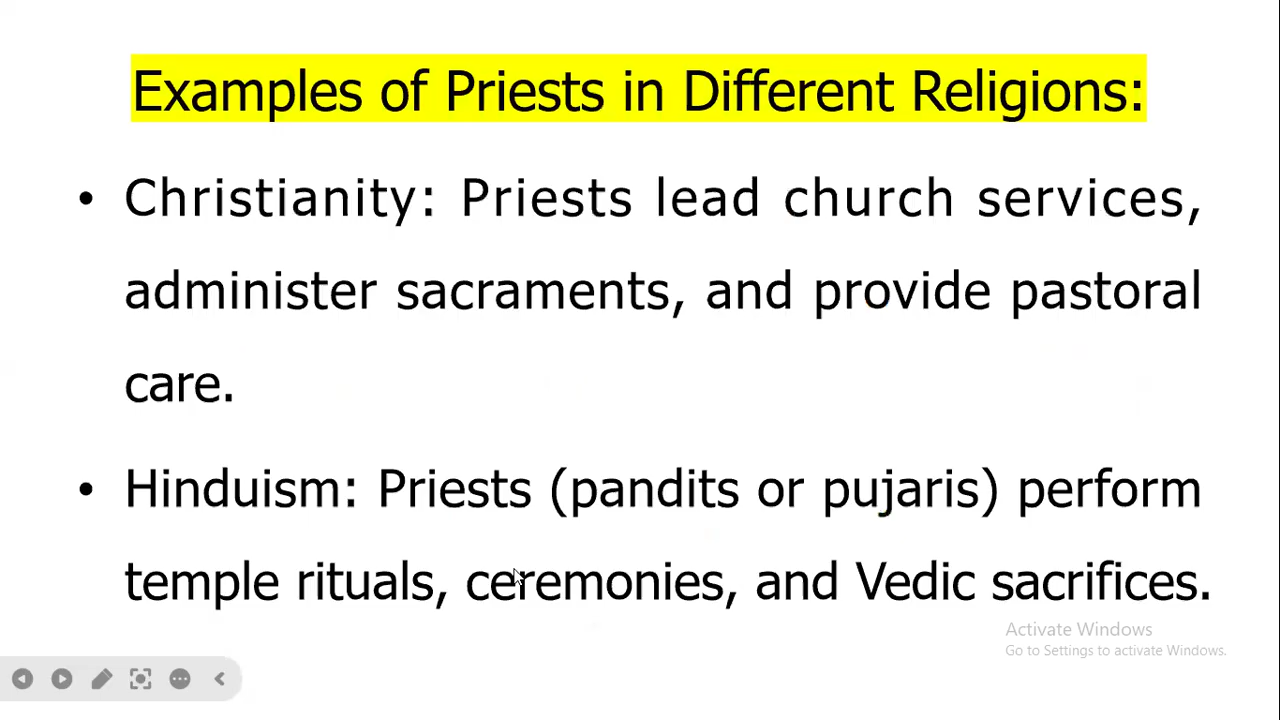 Examples of Priests in Different Religions:
• Christianity: Priests lead church services,
administer sacraments, and provide pastoral
care.
• Hinduism: Priests (pandits or pujaris) perform
temple rituals, ceremonies, and Vedic sacrifices.
Activate Windows
Go to Settings to activate Windows.